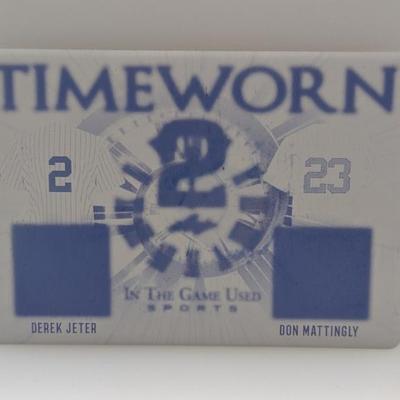 TIMEWORN
2
2
23
IN THE GAME USED
SPORTS
DEREK JETER
DON MATTINGLY